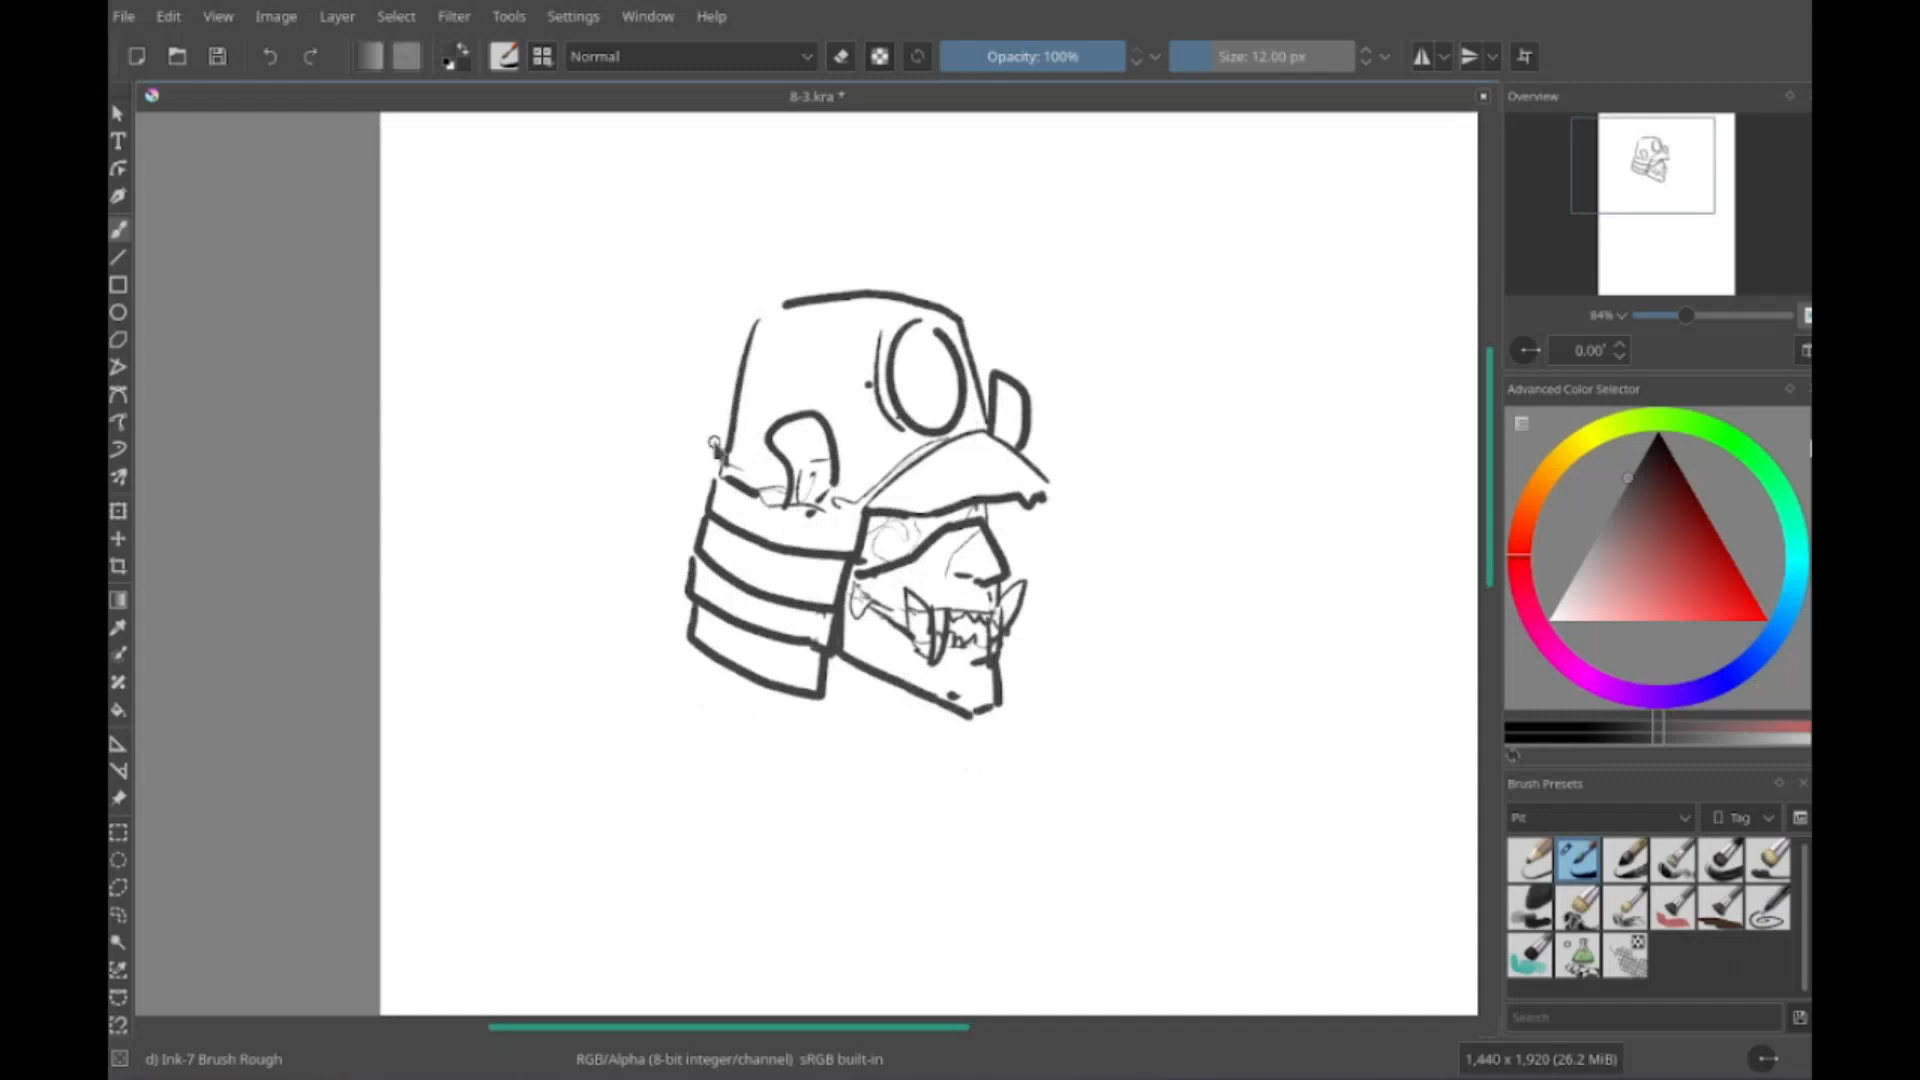 File Edit View Image Layer Select Filter Tools Settings Window Help
Normal
Opacity: 100%
Size: 12.00 px
8-3.kra *
Overview
84%
0.00°
Advanced Color Selector
Brush Presets
Pit
Tag
Search
d) Ink-7 Brush Rough
RGB/Alpha (8-bit integer/channel) sRGB built-in
1,440 x 1,920 (26.2 MiB)